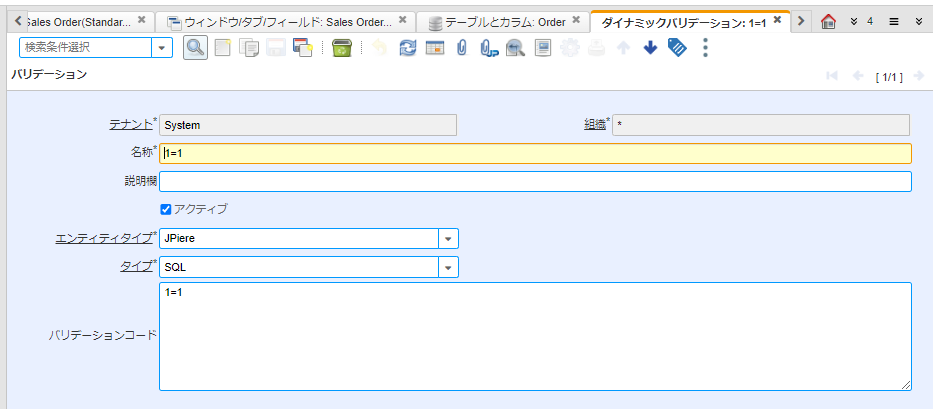 Sales Order(Standar...
ウィンドウ/タブ/フィールド: Sales Order...
テーブルとカラム: Order
ダイナミックバリデーション: 1=1
4
検索条件選択
バリデーション
[ 1/1 ]
テナント* System
組織* *
名称* 1=1
説明欄
アクティブ
エンティティタイプ* JPiere
タイプ* SQL
1=1
バリデーションコード